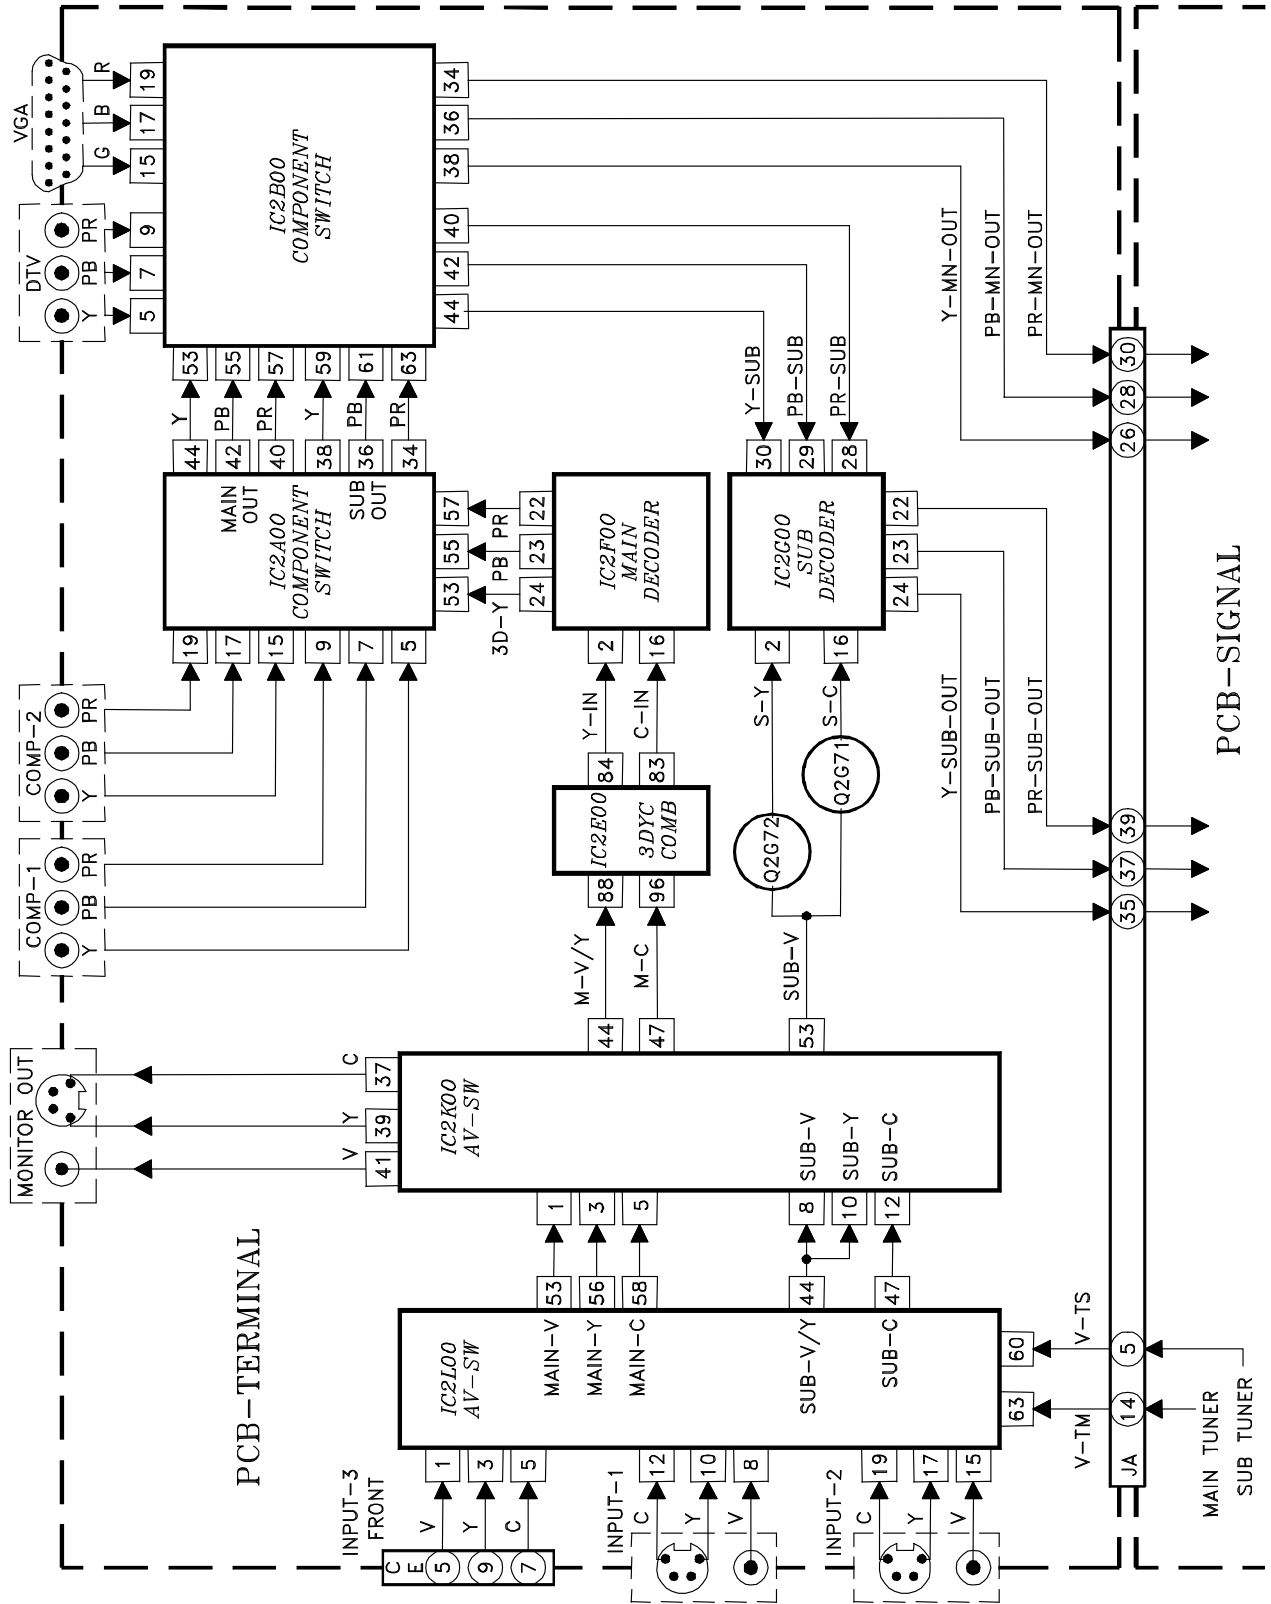 PCB-TERMINAL
MONITOR OUT
V
Y
C
41
39
37
COMP-1
Y
PB
PR
COMP-2
Y
PB
PR
DTV
Y
PB
PR
VGA
G
B
R
5
7
9
15
17
19
IC2B00
COMPONENT
SWITCH
53
55
57
59
61
63
44
42
40
38
36
34
Y
PB
PR
Y
PB
PR
44
42
40
38
36
34
MAIN
OUT
SUB
OUT
IC2A00
COMPONENT
SWITCH
19
17
15
9
7
5
53
55
57
3D-Y
PB
PR
24
23
22
IC2F00
MAIN
DECODER
2
16
Y-IN
C-IN
84
83
IC2E00
3DYC
COMB
88
96
M-V/Y
M-C
44
47
SUB-V
53
Q2G72
Q2G71
S-Y
S-C
2
16
IC2G00
SUB
DECODER
30
29
28
Y-SUB
PB-SUB
PR-SUB
24
23
22
Y-SUB-OUT
PB-SUB-OUT
PR-SUB-OUT
Y-MN-OUT
PB-MN-OUT
PR-MN-OUT
IC2K00
AV-SW
SUB-V
SUB-Y
SUB-C
1
3
5
8
10
12
53
56
58
44
47
IC2L00
AV-SW
MAIN-V
MAIN-Y
MAIN-C
SUB-V/Y
SUB-C
63
60
V-TM
V-TS
1
3
5
12
10
8
19
17
15
INPUT-3
FRONT
V
Y
C
C
E
5
9
7
INPUT-1
C
Y
V
INPUT-2
C
Y
V
JA
14
5
35
37
39
26
28
30
MAIN TUNER
SUB TUNER
PCB-SIGNAL